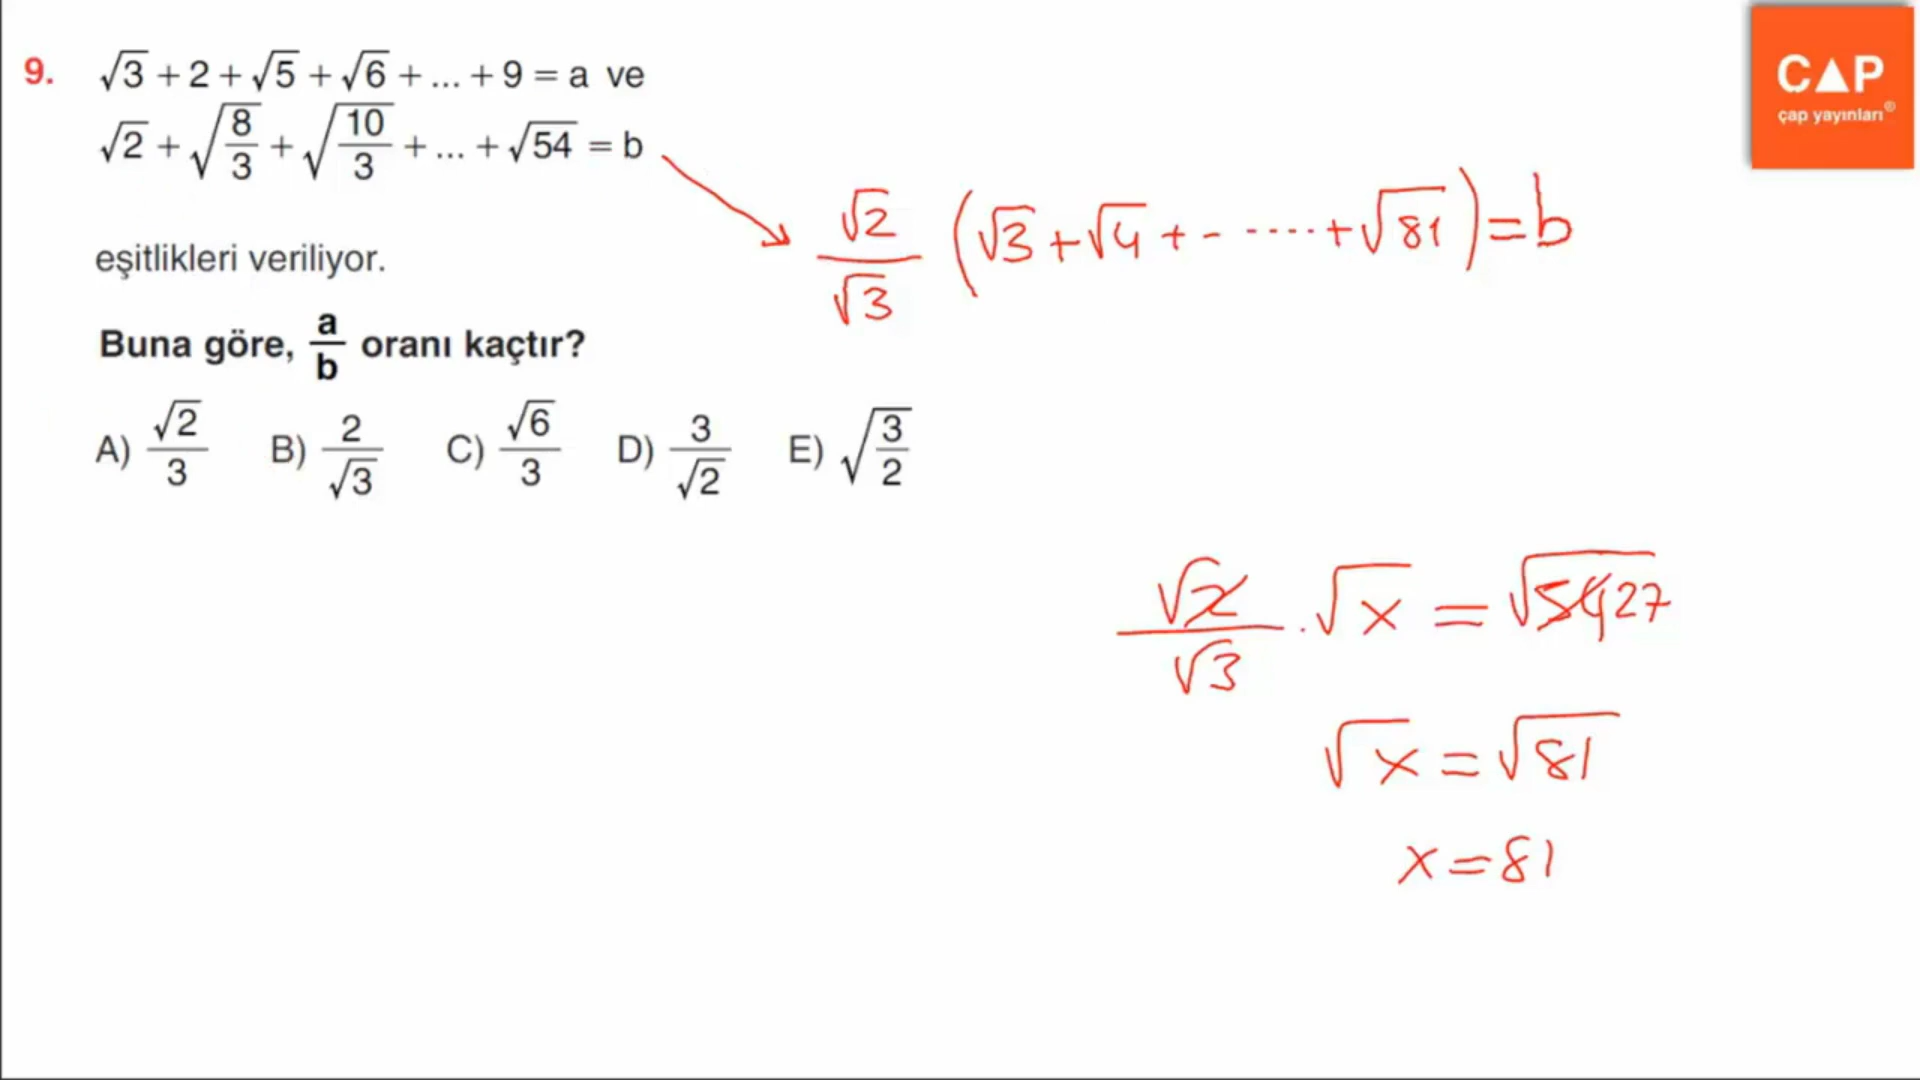 9. √3 + 2 + √5 + √6 + ... + 9 = a ve
√2 + √(8/3) + √(10/3) + ... + √54 = b
eşitlikleri veriliyor.
Buna göre, a/b oranı kaçtır?
A) √2/3 B) 2/√3 C) √6/3 D) 3/√2 E) √(3/2)
ÇAP
çap yayınları®
√2/√3 (√3 + √4 + - ····· + √81) = b
√2/√3 . √x = √54 27
√x = √81
x = 81